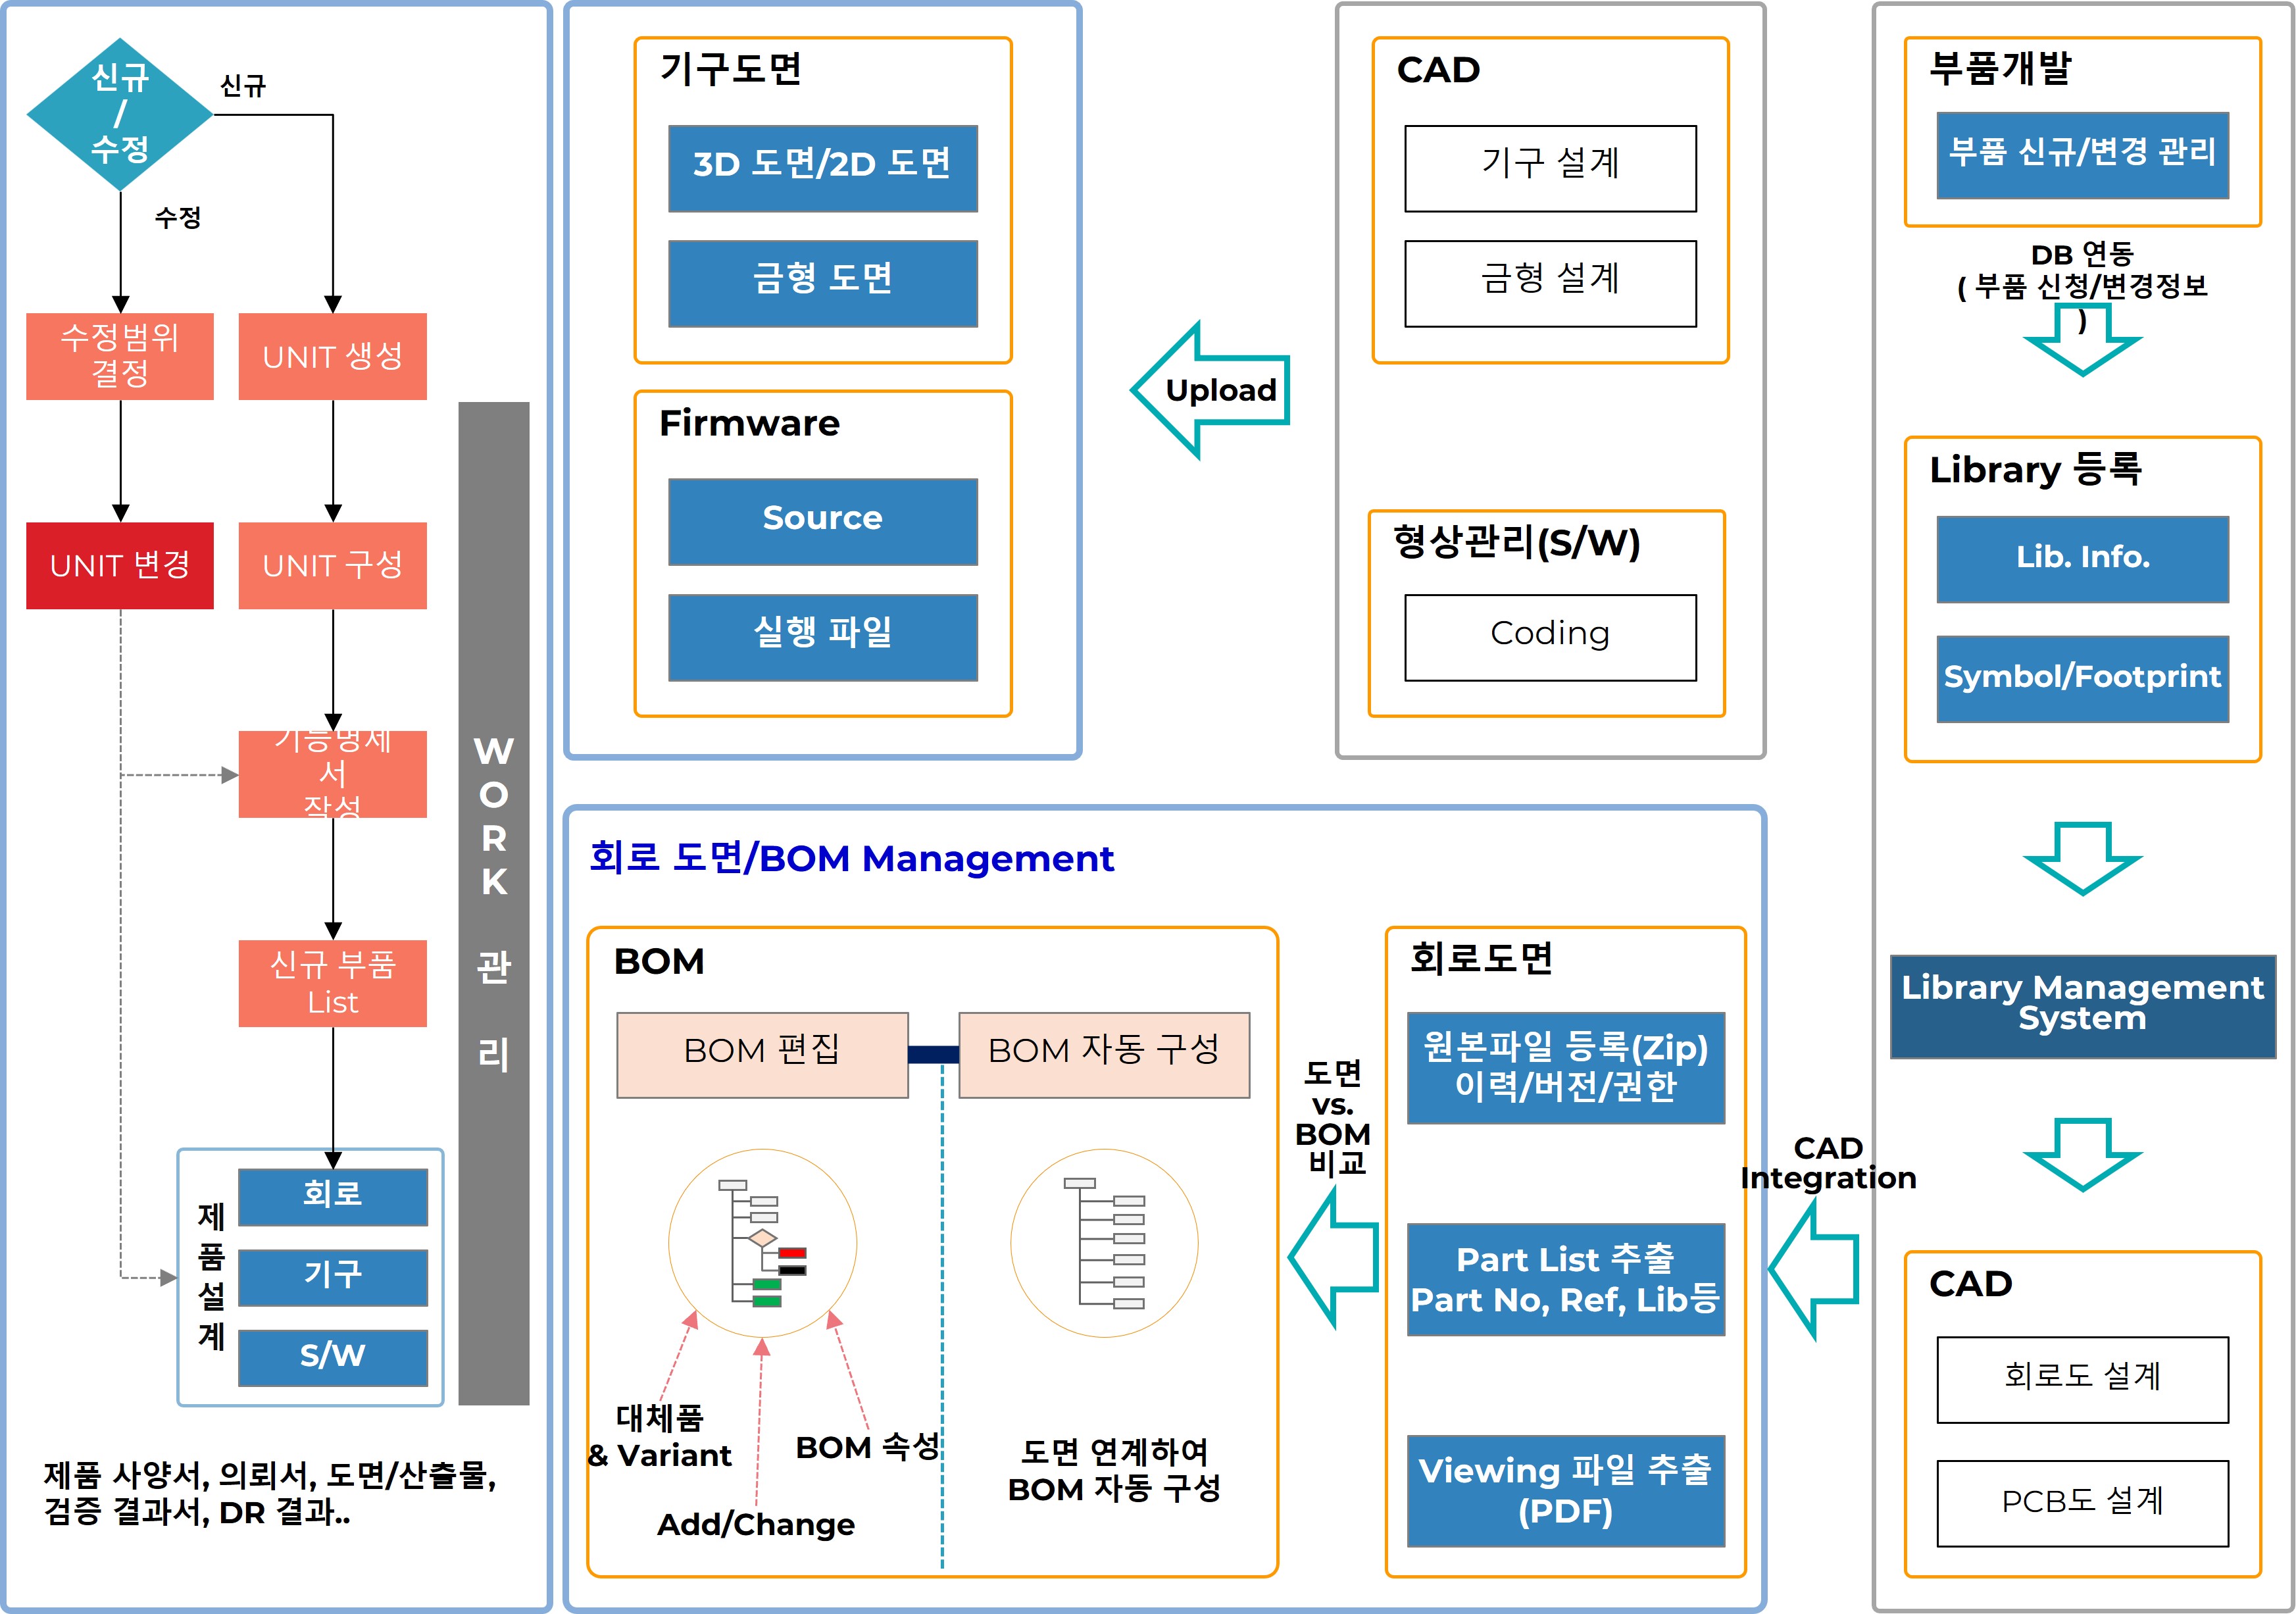 신규
/
수정
신규
수정
수정범위
결정
UNIT 생성
UNIT 변경
UNIT 구성
기능명세
서
작성
신규 부품
List
제
품
설
계
회로
기구
S/W
W
O
R
K
관
리
제품 사양서, 의뢰서, 도면/산출물,
검증 결과서, DR 결과..
기구도면
3D 도면/2D 도면
금형 도면
Firmware
Source
실행 파일
Upload
CAD
기구 설계
금형 설계
형상관리(S/W)
Coding
회로 도면/BOM Management
BOM
BOM 편집
BOM 자동 구성
대체품
& Variant
BOM 속성
Add/Change
도면 연계하여
BOM 자동 구성
도면
vs.
BOM
비교
회로도면
원본파일 등록(Zip)
이력/버전/권한
Part List 추출
Part No, Ref, Lib등
Viewing 파일 추출
(PDF)
CAD
Integration
부품개발
부품 신규/변경 관리
DB 연동
( 부품 신청/변경정보
)
Library 등록
Lib. Info.
Symbol/Footprint
Library Management
System
CAD
회로도 설계
PCB도 설계